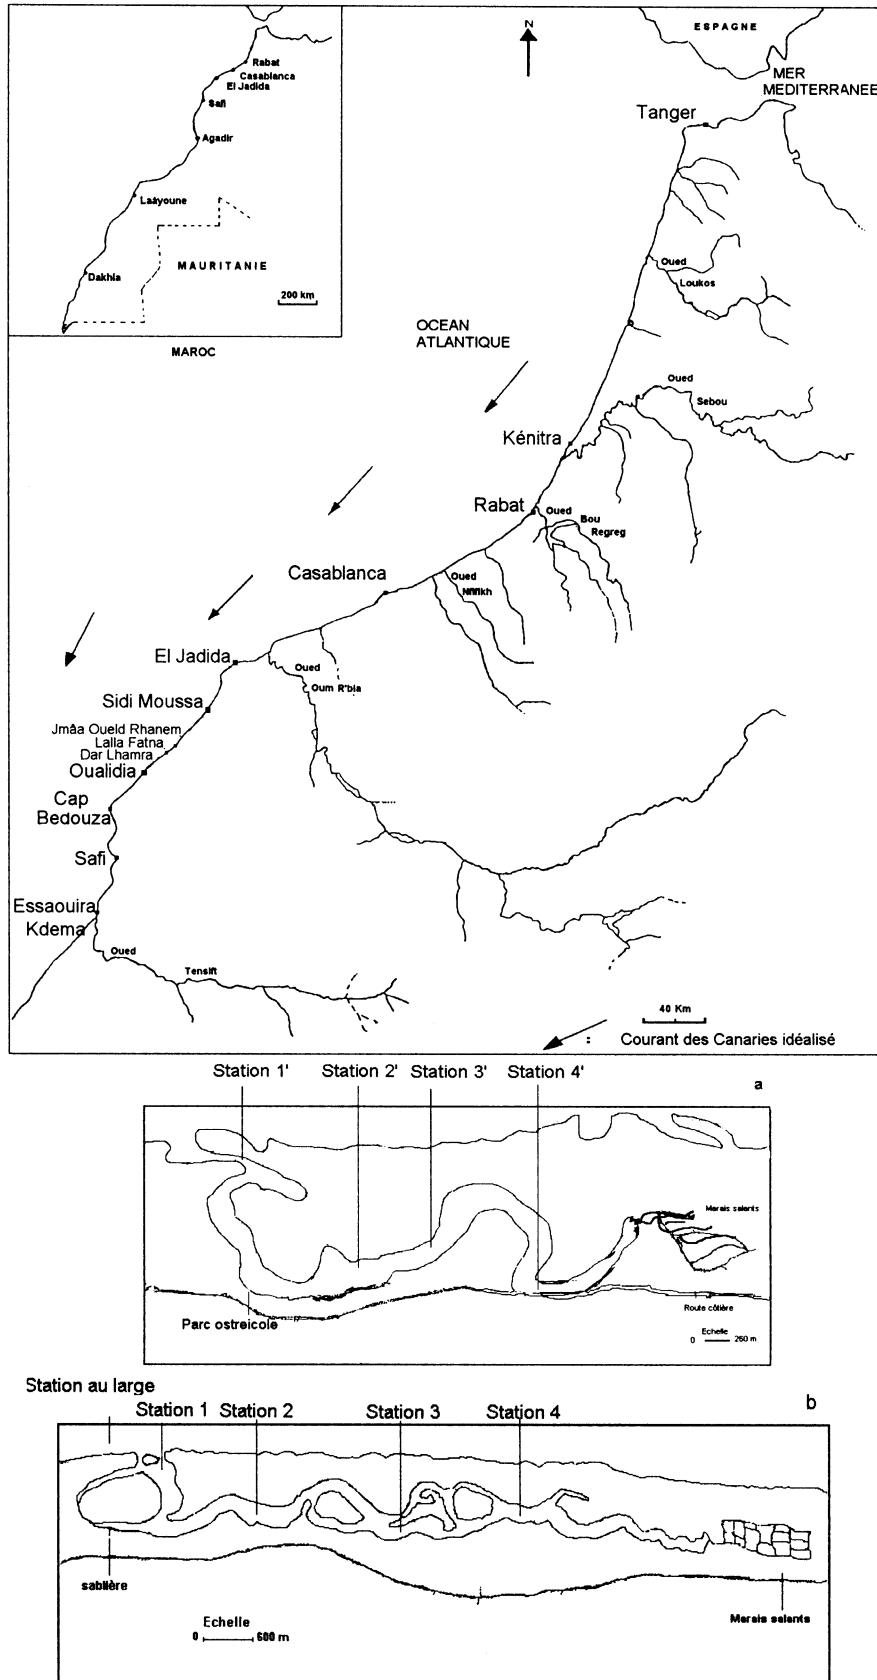 N
ESPAGNE
MER
MEDITERRANEE
Tanger
Rabat
Casablanca
El Jadida
Safi
Agadir
Laâyoune
Dakhla
MAURITANIE
200 km
MAROC
OCEAN
ATLANTIQUE
Oued
Loukos
Oued
Sebou
Kénitra
Rabat
Oued
Bou
Regreg
Casablanca
Oued
Nfifikh
El Jadida
Oued
Oum R'bia
Sidi Moussa
Jmâa Oueld Rhanem
Lalla Fatna
Dar Lhamra
Oualidia
Cap
Bedouza
Safi
Essaouira
Kdema
Oued
Tensift
40 Km
: Courant des Canaries idéalisé
Station 1' Station 2' Station 3' Station 4'
a
Marais salants
Parc ostreicole
Route côtière
Echelle
0 260 m
Station au large
b
Station 1 Station 2 Station 3 Station 4
sablière
Marais salants
Echelle
0 600 m